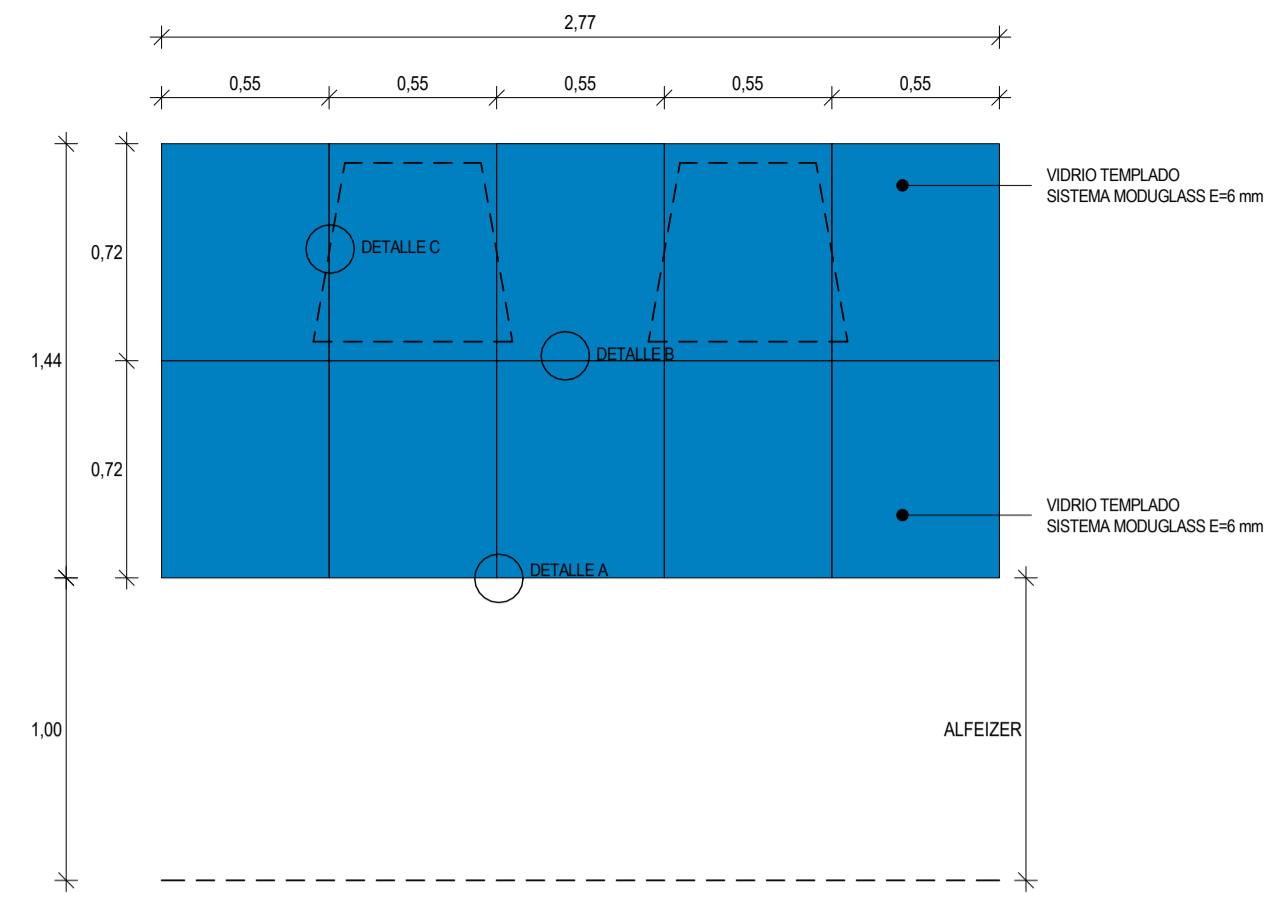 2,77
0,55
0,55
0,55
0,55
0,55
VIDRIO TEMPLADO
SISTEMA MODUGLASS E=6 mm
0,72
DETALLE C
1,44
DETALLE B
0,72
VIDRIO TEMPLADO
SISTEMA MODUGLASS E=6 mm
DETALLE A
1,00
ALFEIZER